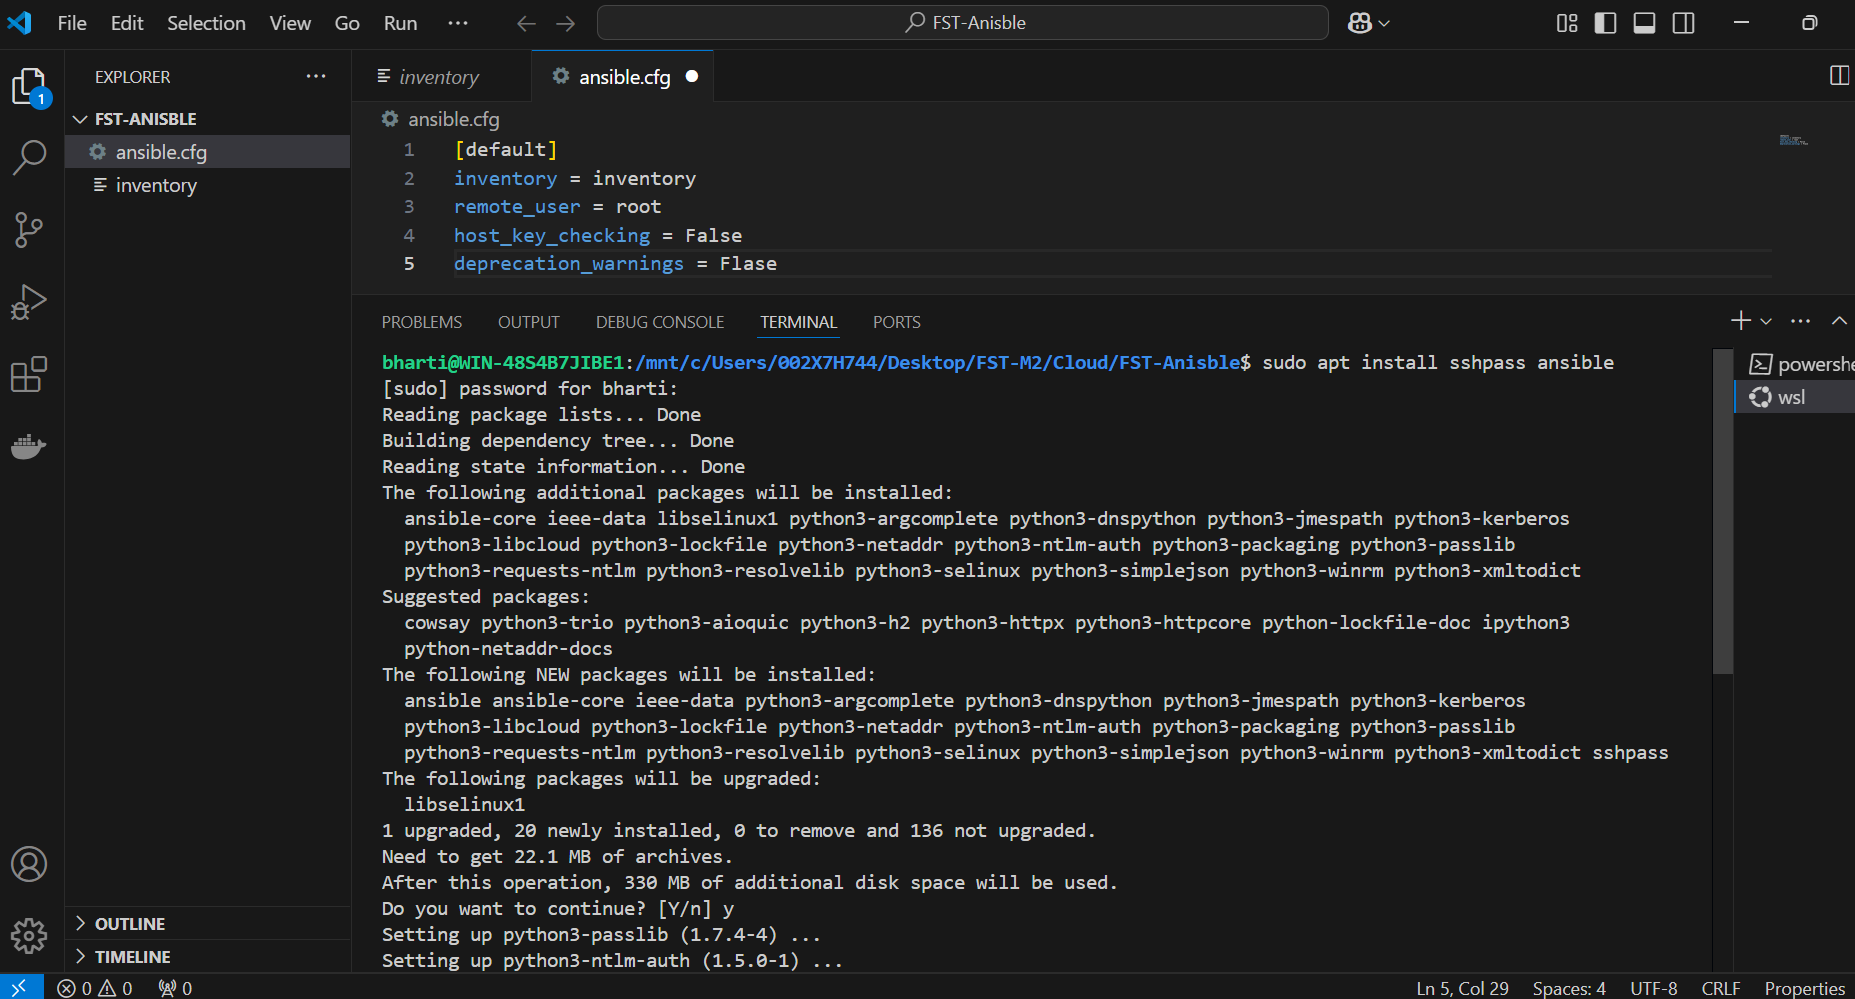 File Edit Selection View Go Run ... FST-Anisble
EXPLORER ...
FST-ANISBLE
ansible.cfg
inventory
OUTLINE
TIMELINE
1
inventory ansible.cfg
ansible.cfg
1 [default]
2 inventory = inventory
3 remote_user = root
4 host_key_checking = False
5 deprecation_warnings = Flase
PROBLEMS OUTPUT DEBUG CONSOLE TERMINAL PORTS
bharti@WIN-48S4B7JIBE1:/mnt/c/Users/002X7H744/Desktop/FST-M2/Cloud/FST-Anisble$ sudo apt install sshpass ansible
[sudo] password for bharti:
Reading package lists... Done
Building dependency tree... Done
Reading state information... Done
The following additional packages will be installed:
ansible-core ieee-data libselinux1 python3-argcomplete python3-dnspython python3-jmespath python3-kerberos
python3-libcloud python3-lockfile python3-netaddr python3-ntlm-auth python3-packaging python3-passlib
python3-requests-ntlm python3-resolvelib python3-selinux python3-simplejson python3-winrm python3-xmltodict
Suggested packages:
cowsay python3-trio python3-aioquic python3-h2 python3-httpx python3-httpcore python-lockfile-doc ipython3
python-netaddr-docs
The following NEW packages will be installed:
ansible ansible-core ieee-data python3-argcomplete python3-dnspython python3-jmespath python3-kerberos
python3-libcloud python3-lockfile python3-netaddr python3-ntlm-auth python3-packaging python3-passlib
python3-requests-ntlm python3-resolvelib python3-selinux python3-simplejson python3-winrm python3-xmltodict sshpass
The following packages will be upgraded:
libselinux1
1 upgraded, 20 newly installed, 0 to remove and 136 not upgraded.
Need to get 22.1 MB of archives.
After this operation, 330 MB of additional disk space will be used.
Do you want to continue? [Y/n] y
Setting up python3-passlib (1.7.4-4) ...
Setting up python3-ntlm-auth (1.5.0-1) ...
powershe
wsl
0 0 0 Ln 5, Col 29 Spaces: 4 UTF-8 CRLF Properties